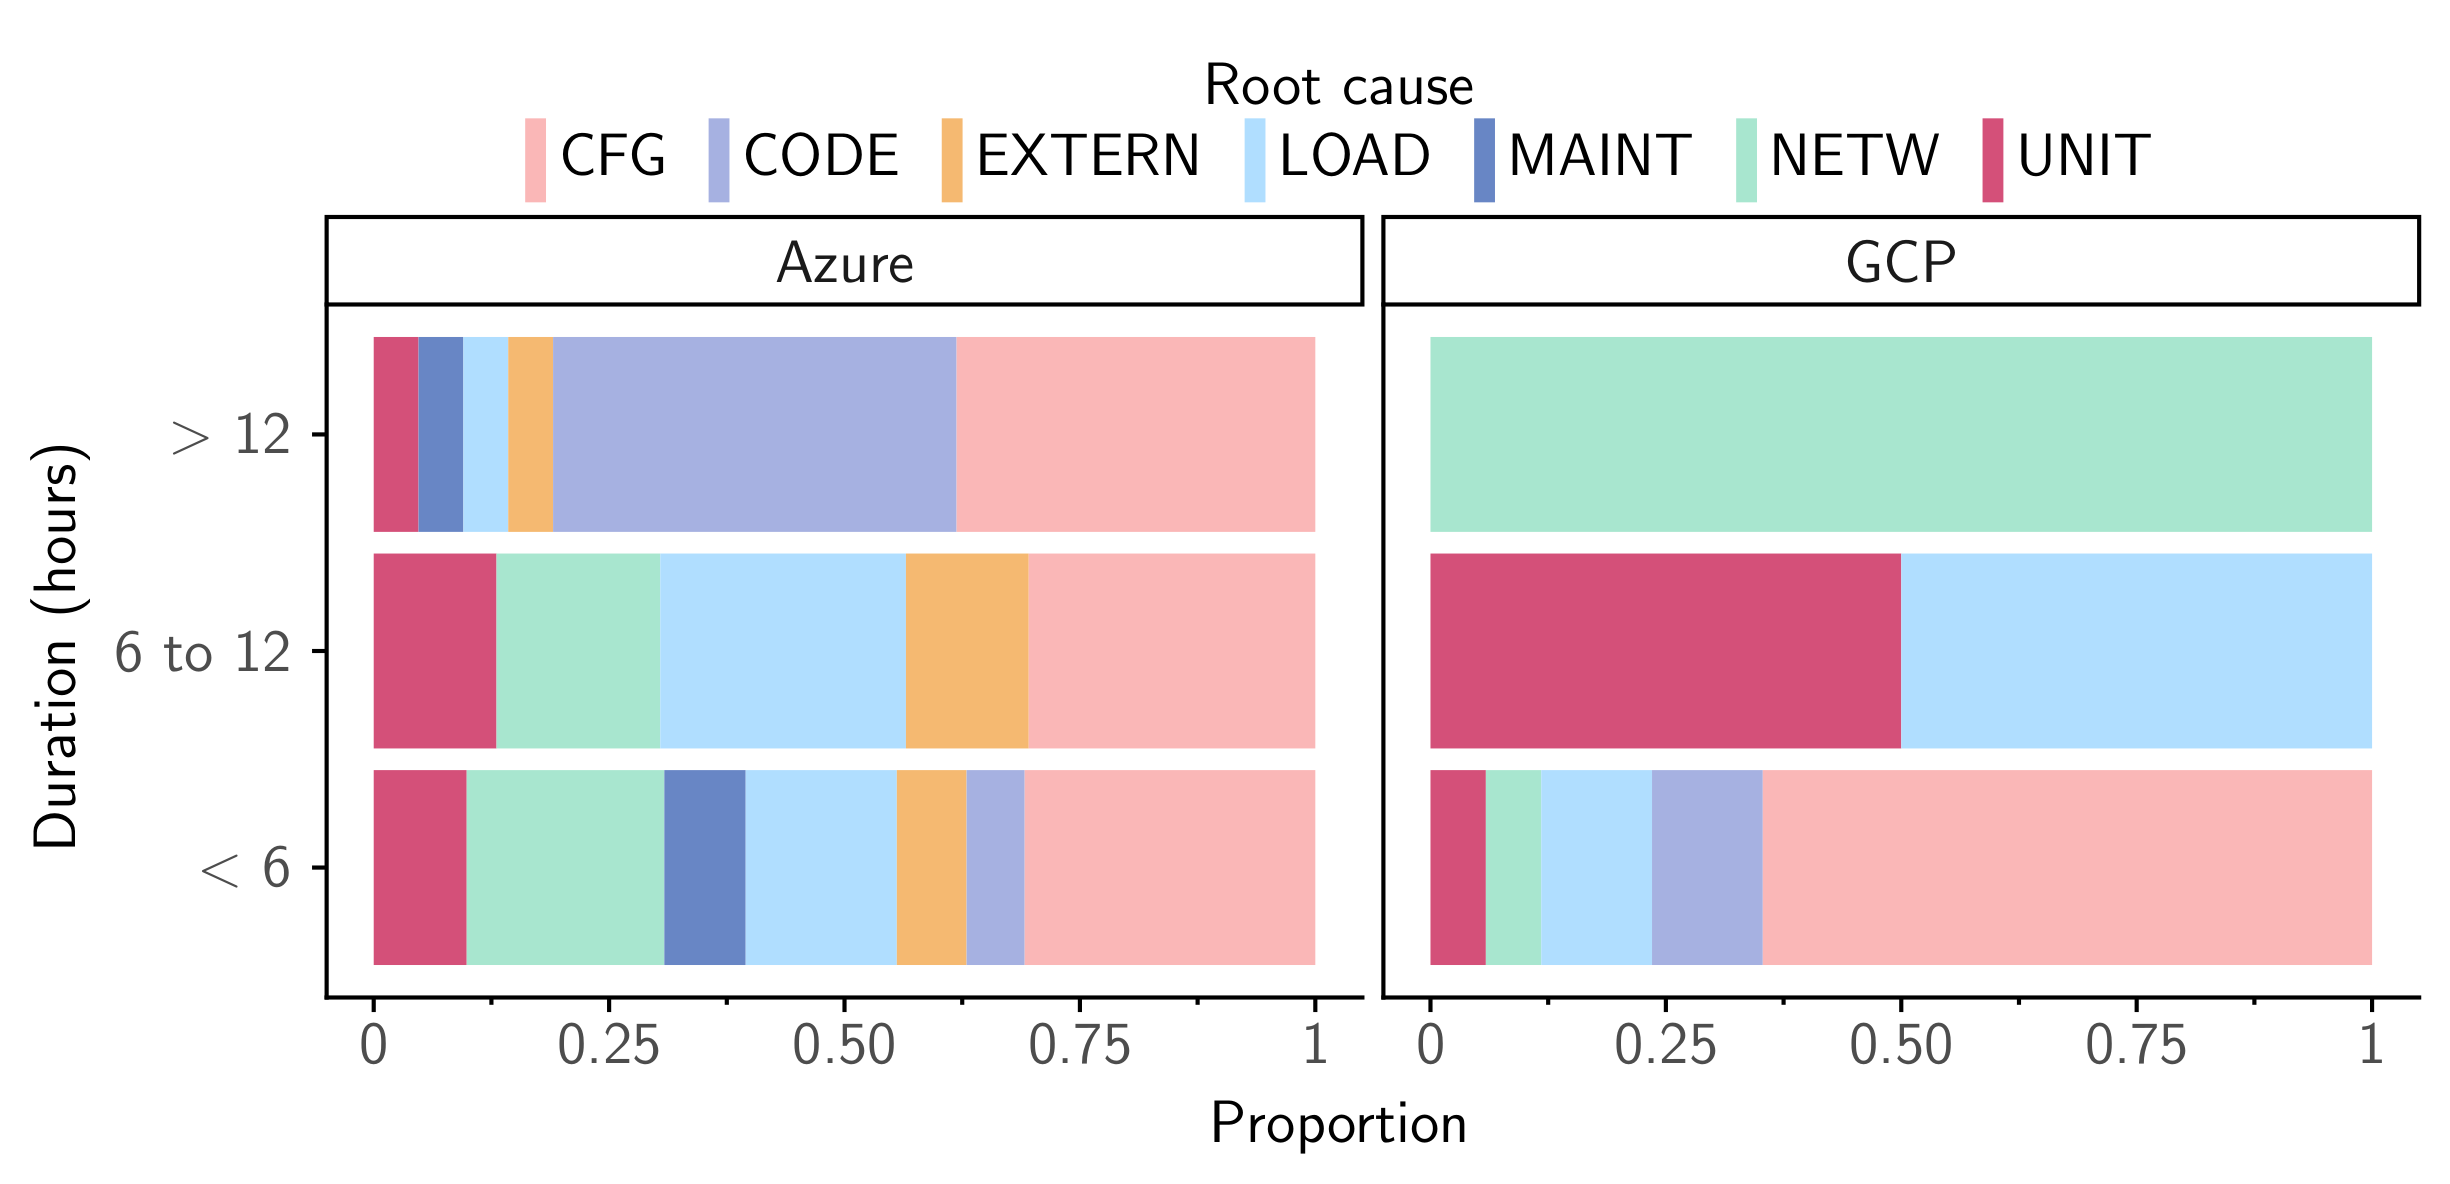 Root cause
CFG CODE EXTERN LOAD MAINT NETW UNIT
Azure GCP
Duration (hours)
> 12
6 to 12
< 6
0 0.25 0.50 0.75 1 0 0.25 0.50 0.75 1
Proportion